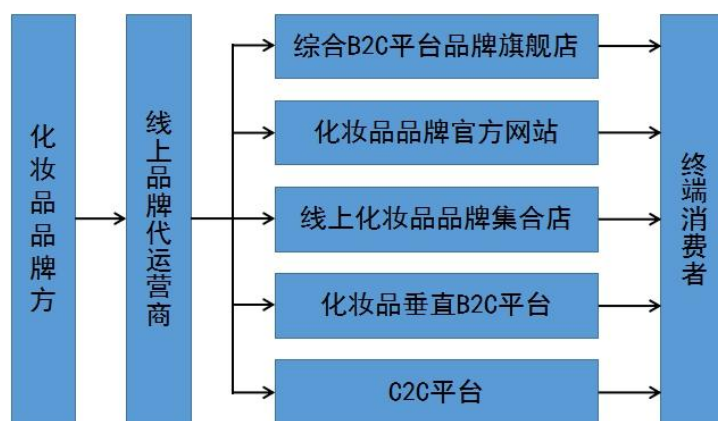 化妆品品牌方
线上品牌代运营商
综合B2C平台品牌旗舰店
化妆品品牌官方网站
线上化妆品品牌集合店
化妆品垂直B2C平台
C2C平台
终端消费者